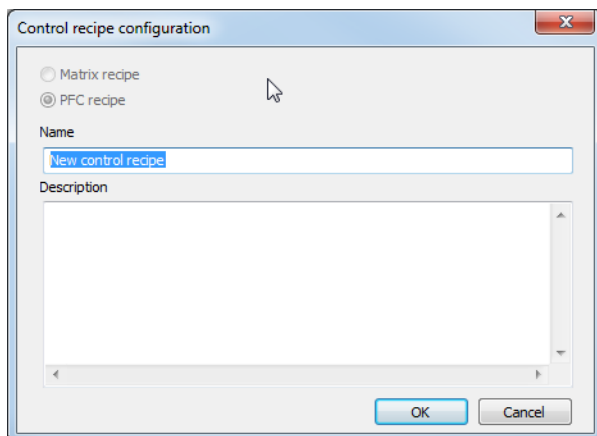 Control recipe configuration
Matrix recipe
PFC recipe
Name
New control recipe
Description
OK Cancel